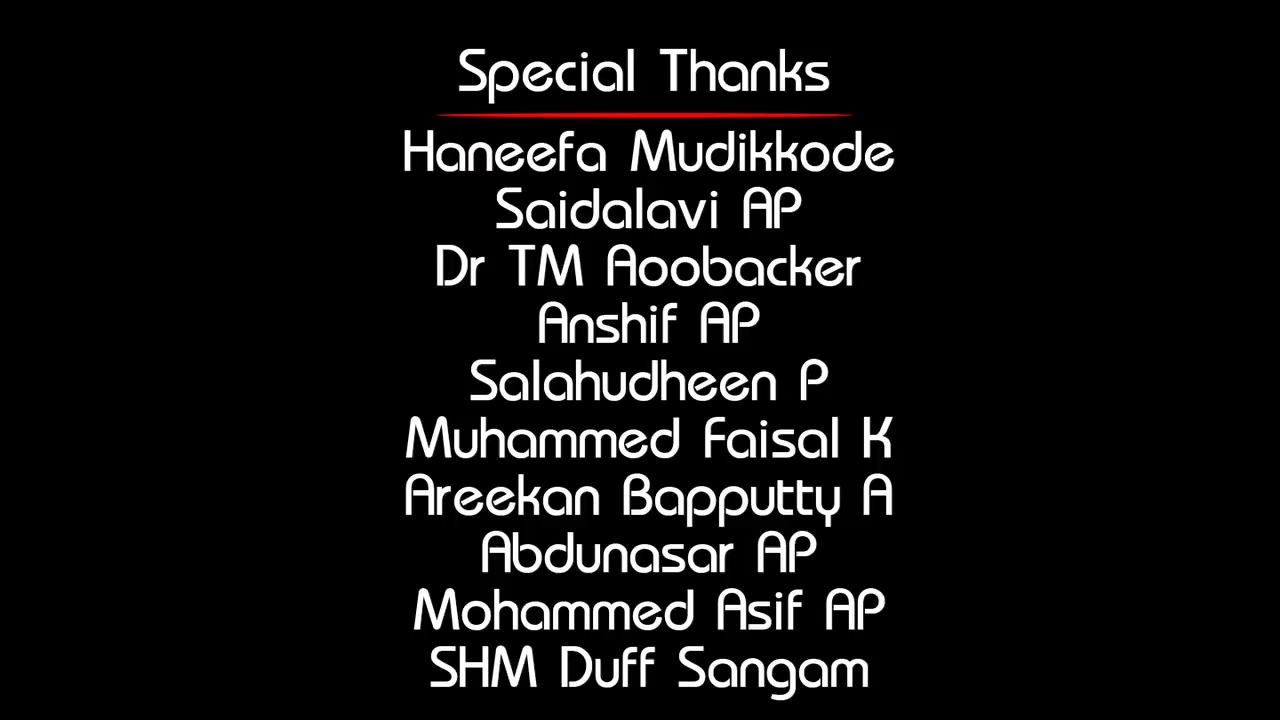 Special Thanks
Haneefa Mudikkode
Saidalavi AP
Dr TM Aoobacker
Anshif AP
Salahudheen P
Muhammed Faisal K
Areekan Bapputty A
Abdunasar AP
Mohammed Asif AP
SHM Duff Sangam